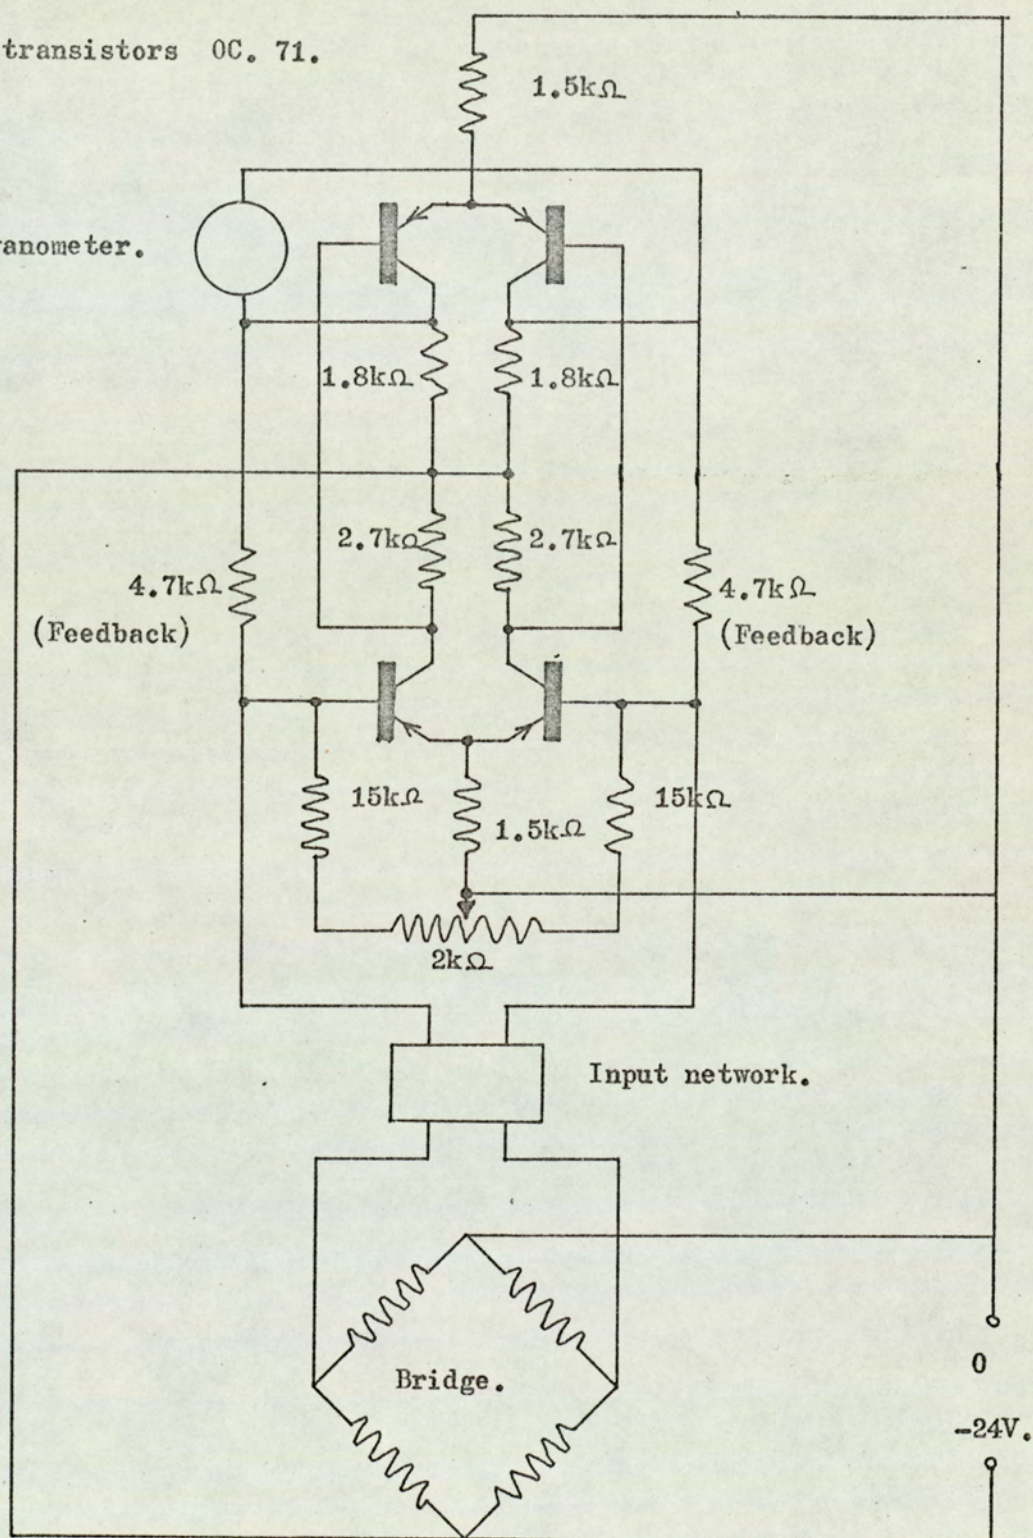 transistors OC. 71.
1.5kΩ
anometer.
1.8kΩ
1.8kΩ
2.7kΩ
2.7kΩ
4.7kΩ
(Feedback)
4.7kΩ
(Feedback)
15kΩ
1.5kΩ
15kΩ
2kΩ
Input network.
Bridge.
0
-24V.